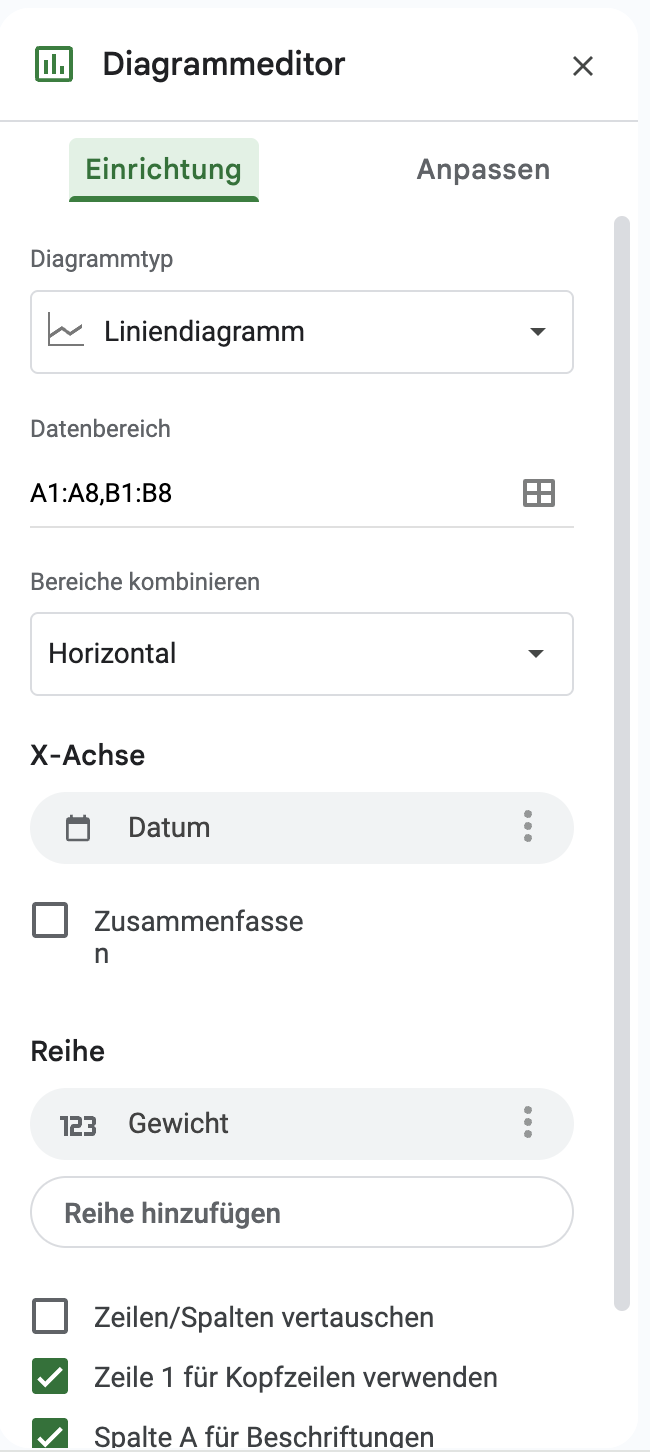 Diagrammeditor
Einrichtung
Anpassen
Diagrammtyp
Liniendiagramm
Datenbereich
A1:A8,B1:B8
Bereiche kombinieren
Horizontal
X-Achse
Datum
Zusammenfasse
n
Reihe
123 Gewicht
Reihe hinzufügen
Zeilen/Spalten vertauschen
Zeile 1 für Kopfzeilen verwenden
Spalte A für Beschriftungen